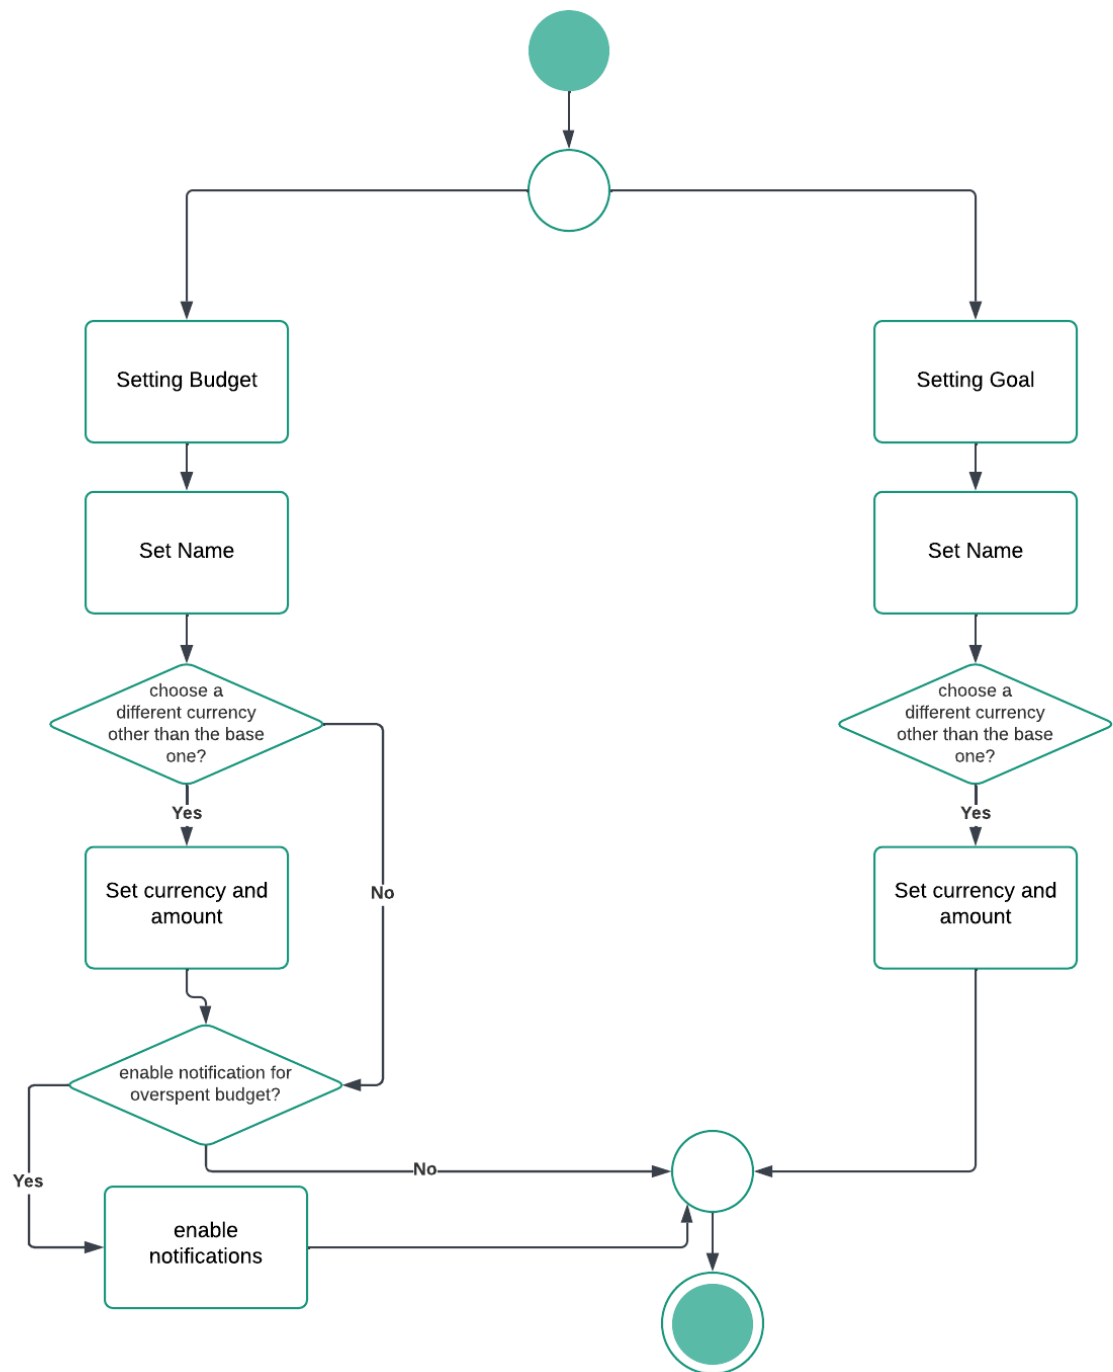 Setting Budget
Setting Goal
Set Name
Set Name
choose a
different currency
other than the base
one?
choose a
different currency
other than the base
one?
Yes
Yes
Set currency and
amount
No
Set currency and
amount
enable notification for
overspent budget?
No
Yes
enable
notifications